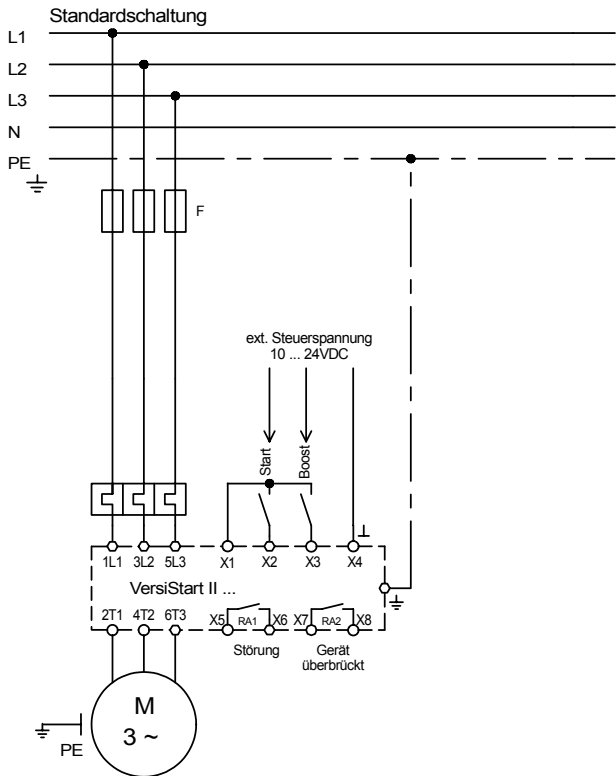 Standardschaltung
L1
L2
L3
N
PE
F
ext. Steuerspannung
10 ... 24VDC
Start
Boost
1L1 3L2 5L3 X1 X2 X3 X4
VersiStart II ...
2T1 4T2 6T3 X5 RA1 X6 X7 RA2 X8
Störung Gerät
überbrückt
M
3 ~
PE